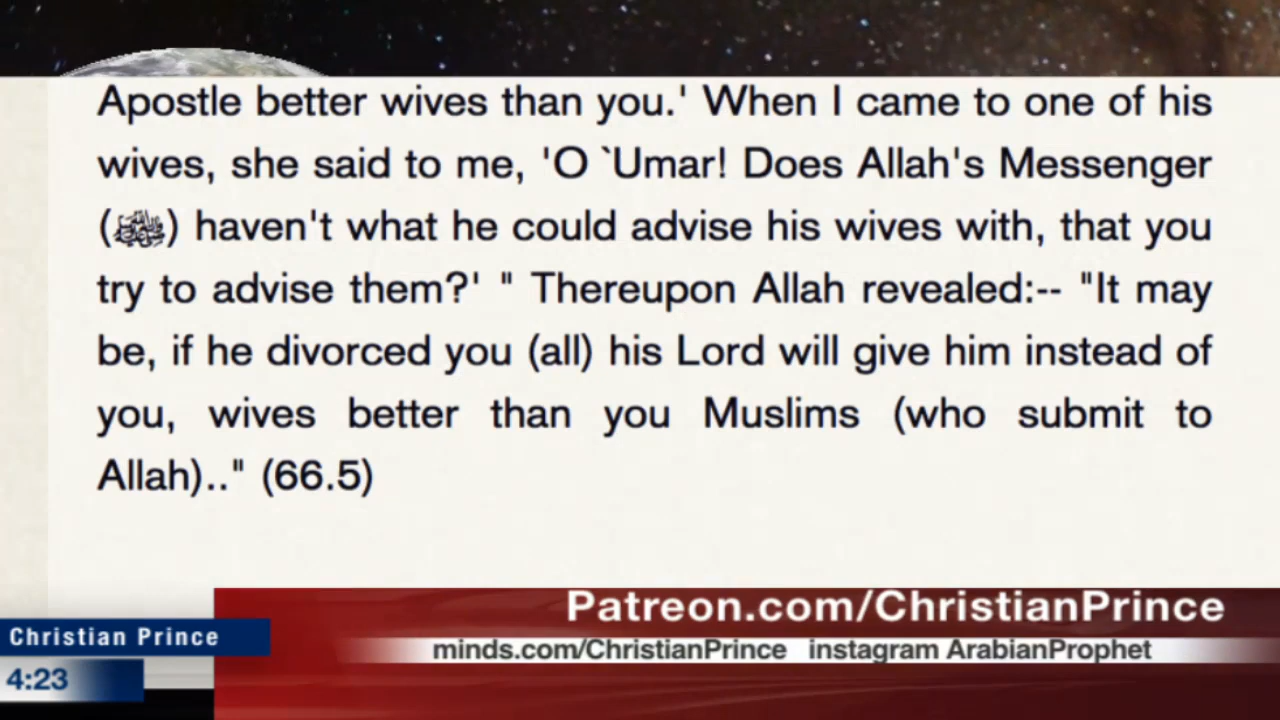 Apostle better wives than you.' When I came to one of his
wives, she said to me, 'O `Umar! Does Allah's Messenger
(ﷺ) haven't what he could advise his wives with, that you
try to advise them?' " Thereupon Allah revealed:-- "It may
be, if he divorced you (all) his Lord will give him instead of
you, wives better than you Muslims (who submit to
Allah).." (66.5)
Patreon.com/ChristianPrince
Christian Prince
minds.com/ChristianPrince instagram ArabianProphet
4:23